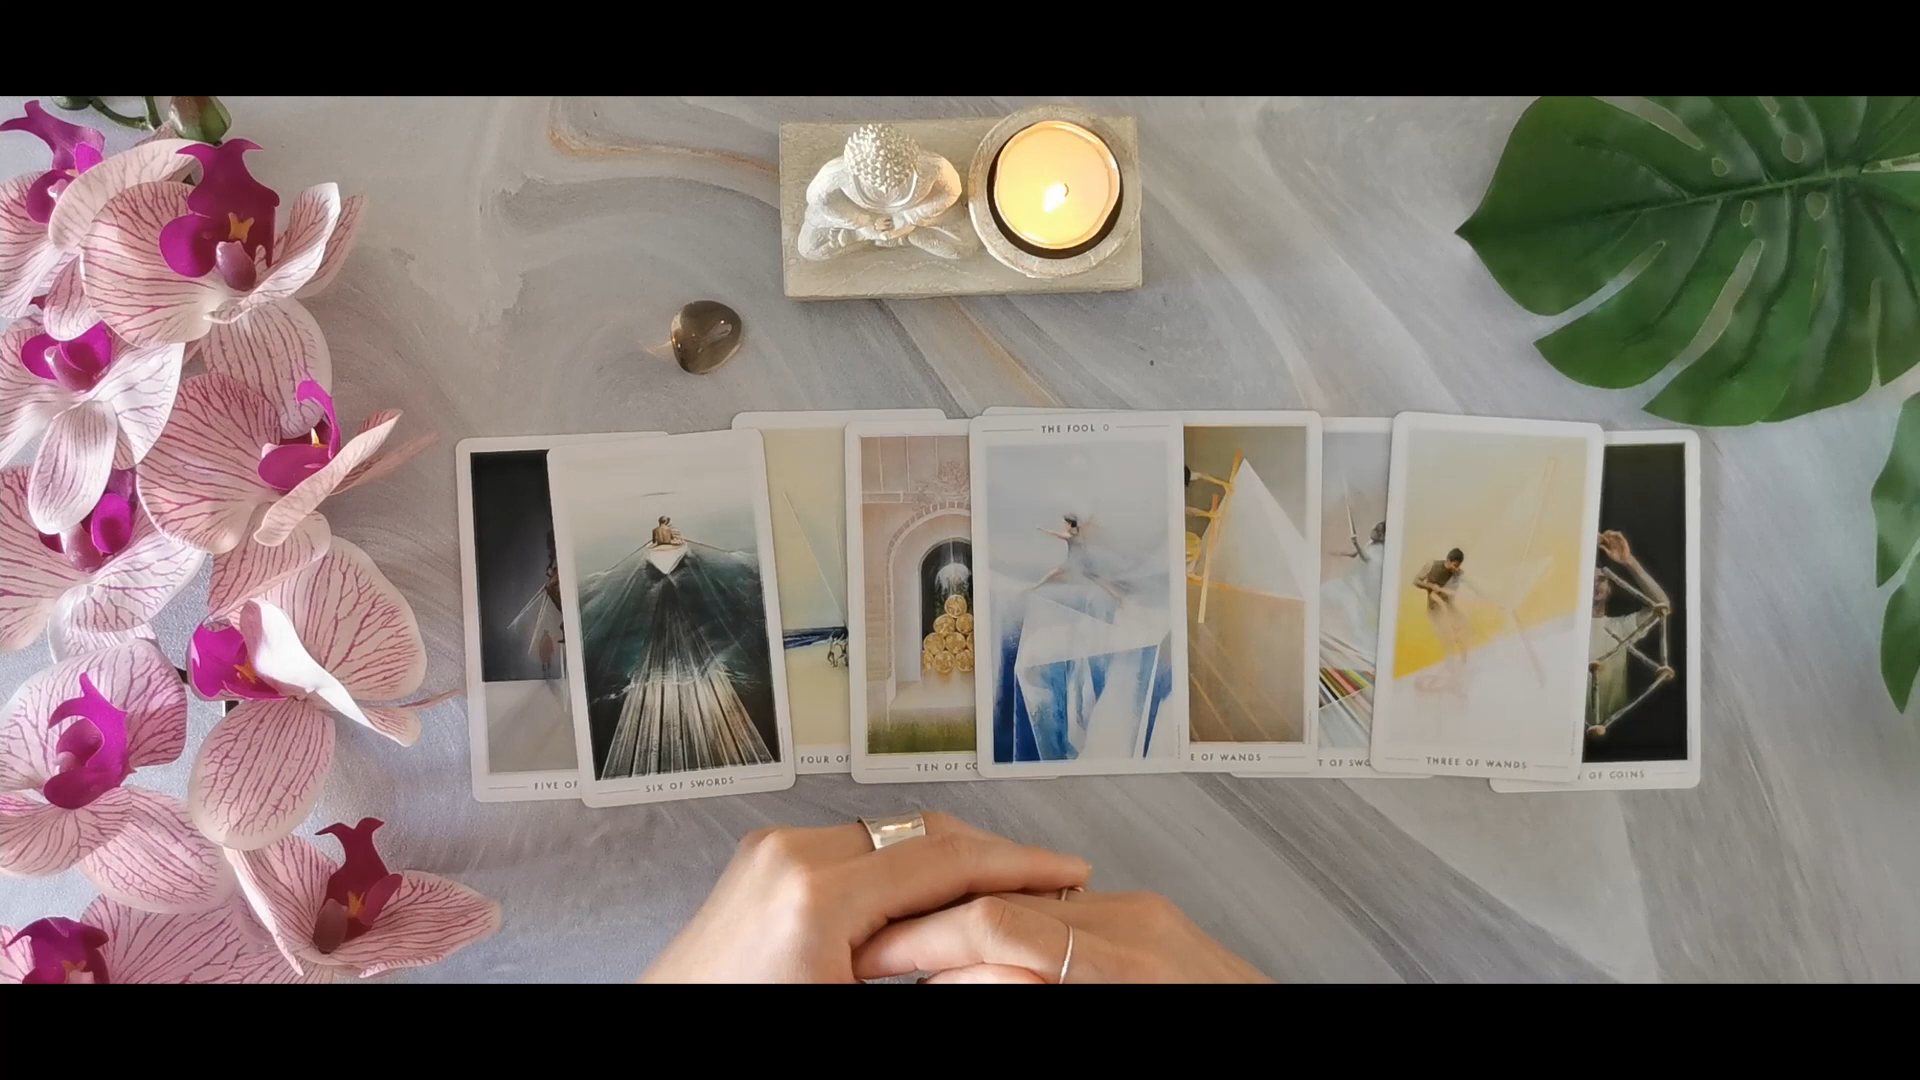 THE FOOL 0
FIVE OF
SIX OF SWORDS
FOUR OF
TEN OF CO
E OF WANDS
T OF SWO
THREE OF WANDS
OF COINS